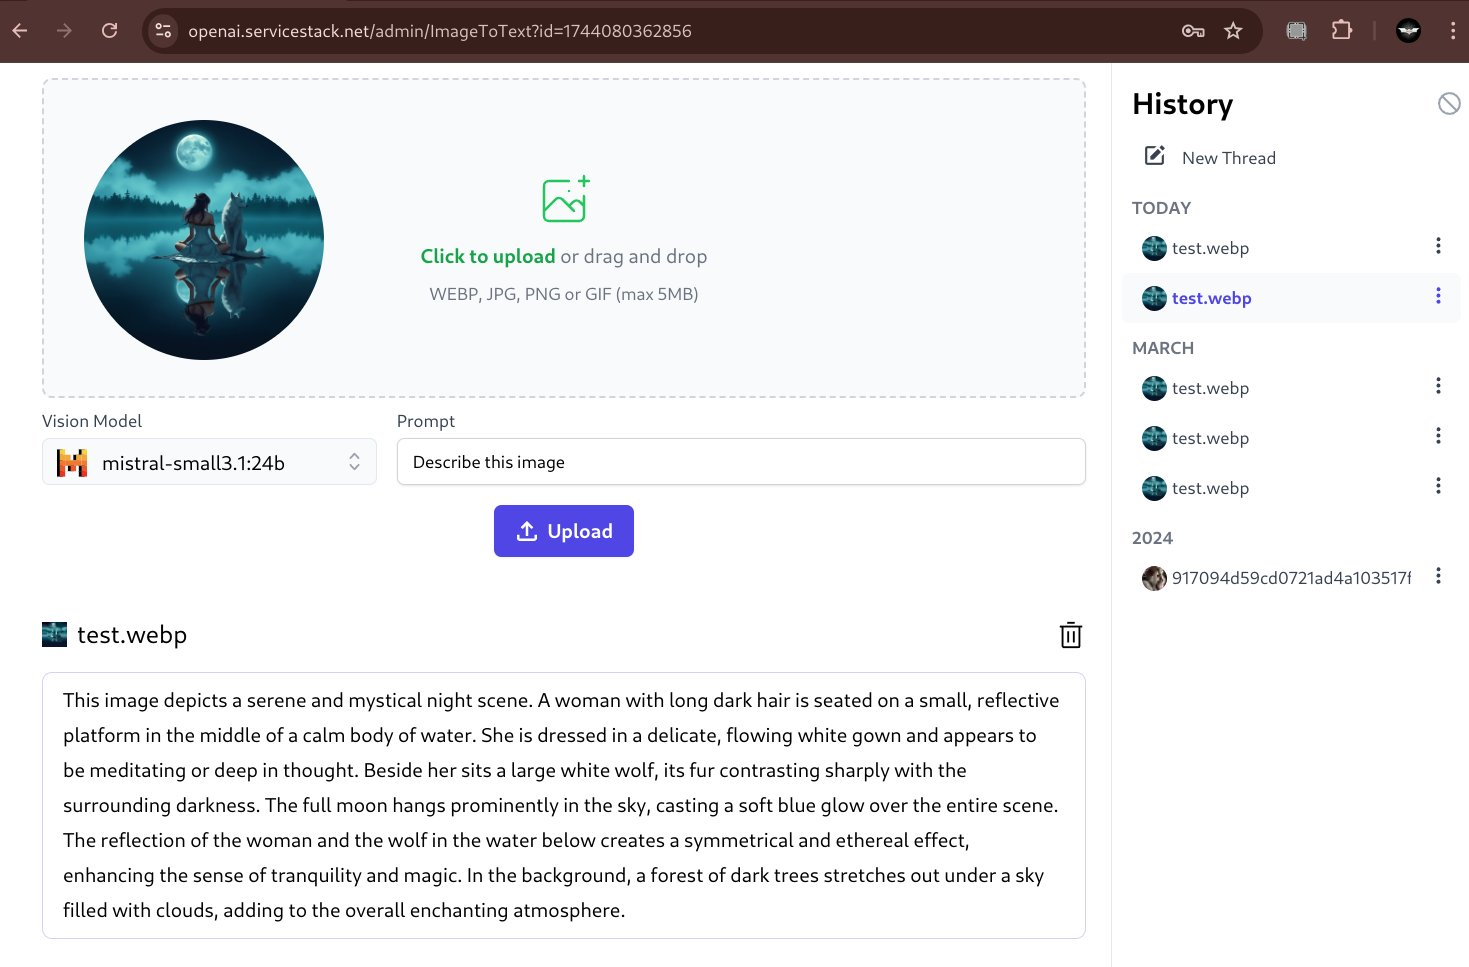 openai.servicestack.net/admin/ImageToText?id=1744080362856
Click to upload or drag and drop
WEBP, JPG, PNG or GIF (max 5MB)
Vision Model
mistral-small3.1:24b
Prompt
Describe this image
Upload
test.webp
This image depicts a serene and mystical night scene. A woman with long dark hair is seated on a small, reflective
platform in the middle of a calm body of water. She is dressed in a delicate, flowing white gown and appears to
be meditating or deep in thought. Beside her sits a large white wolf, its fur contrasting sharply with the
surrounding darkness. The full moon hangs prominently in the sky, casting a soft blue glow over the entire scene.
The reflection of the woman and the wolf in the water below creates a symmetrical and ethereal effect,
enhancing the sense of tranquility and magic. In the background, a forest of dark trees stretches out under a sky
filled with clouds, adding to the overall enchanting atmosphere.
History
New Thread
TODAY
test.webp
test.webp
MARCH
test.webp
test.webp
test.webp
2024
917094d59cd0721ad4a103517f